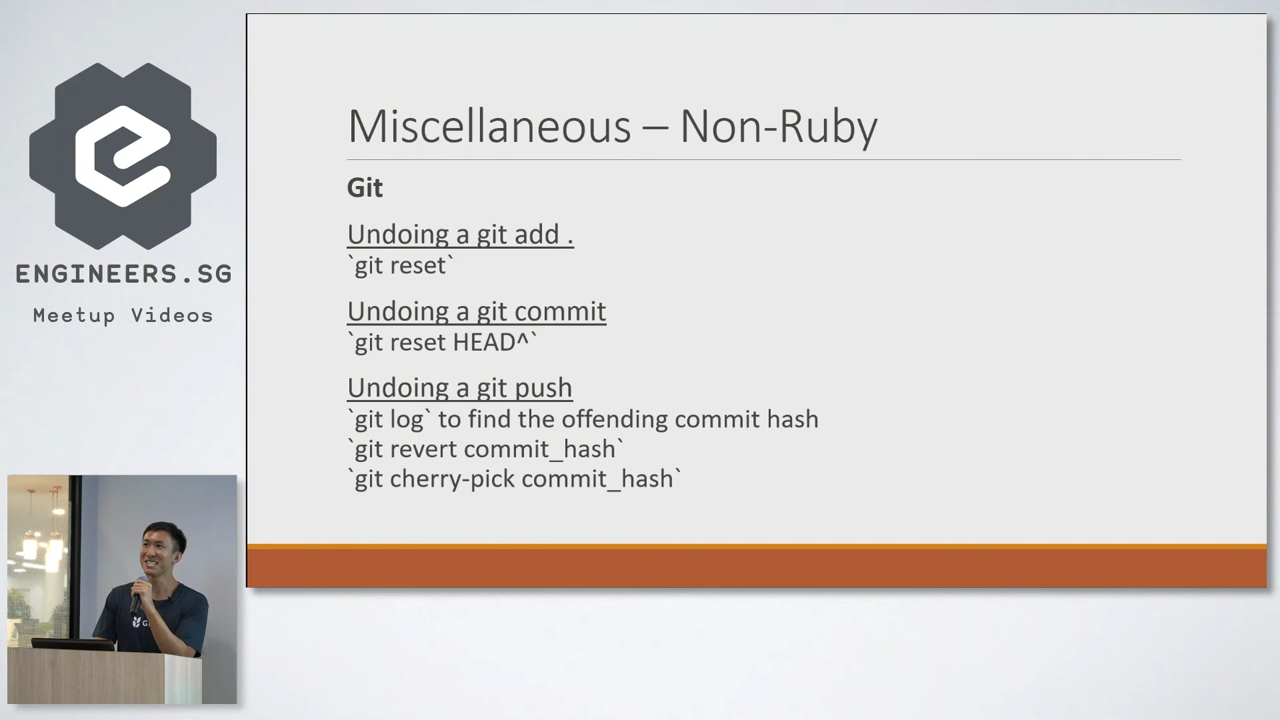 ENGINEERS.SG
Meetup Videos
Miscellaneous – Non-Ruby
Git
Undoing a git add .
`git reset`
Undoing a git commit
`git reset HEAD^`
Undoing a git push
`git log` to find the offending commit hash
`git revert commit_hash`
`git cherry-pick commit_hash`